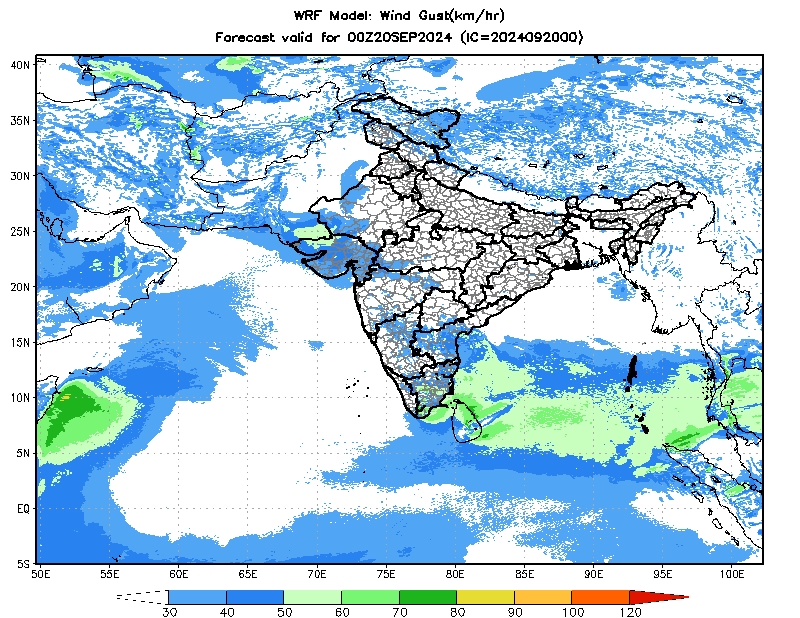 WRF Model: Wind Gust(km/hr)
Forecast valid for 00Z20SEP2024 (IC=2024092000)
40N
35N
30N
25N
20N
15N
10N
5N
EQ
5S
50E 55E 60E 65E 70E 75E 80E 85E 90E 95E 100E
30 40 50 60 70 80 90 100 120